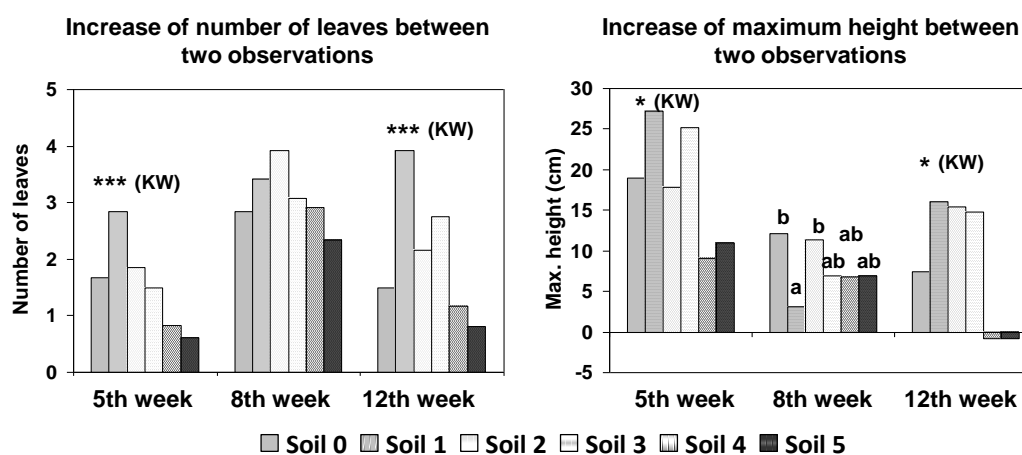 Increase of number of leaves between
two observations
Number of leaves
5
4
3
2
1
0
*** (KW)
*** (KW)
5th week
8th week
12th week
Increase of maximum height between
two observations
Max. height (cm)
30
25
20
15
10
5
0
-5
* (KW)
b
a
b
ab
ab
ab
* (KW)
5th week
8th week
12th week
Soil 0 Soil 1 Soil 2 Soil 3 Soil 4 Soil 5